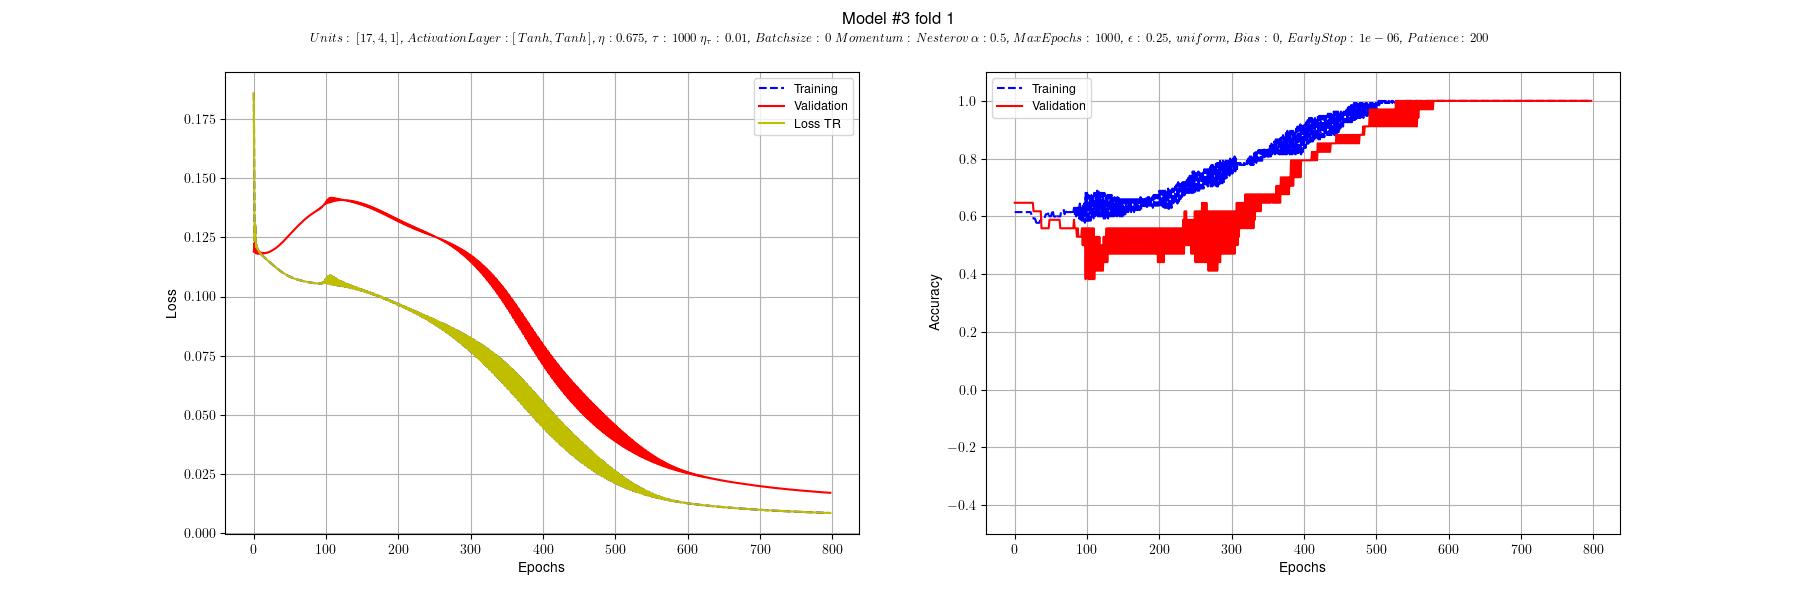 Model #3 fold 1
Units : [17, 4, 1], ActivationLayer : [Tanh, Tanh], η : 0.675, τ : 1000 ητ : 0.01, Batchsize : 0 Momentum : Nesterov α : 0.5, MaxEpochs : 1000, ϵ : 0.25, uniform, Bias : 0, EarlyStop : 1e − 06, Patience : 200
Loss
0.175
0.150
0.125
0.100
0.075
0.050
0.025
0.000
Training
Validation
Loss TR
0 100 200 300 400 500 600 700 800
Epochs
Accuracy
1.0
0.8
0.6
0.4
0.2
0.0
−0.2
−0.4
Training
Validation
0 100 200 300 400 500 600 700 800
Epochs